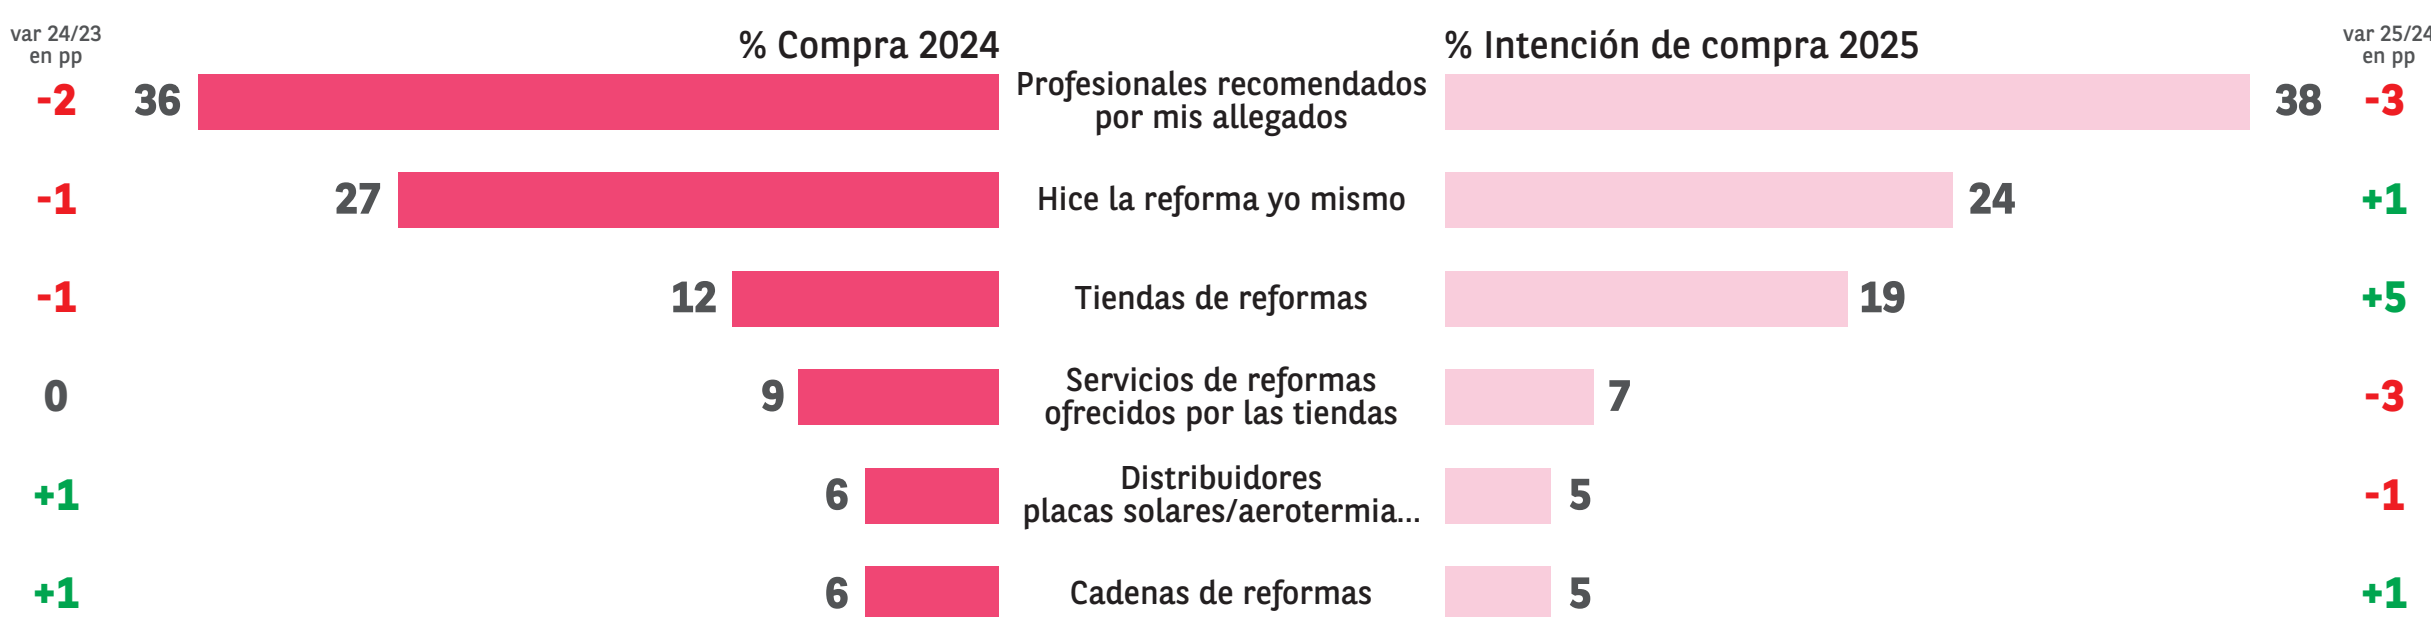 var 24/23
en pp
% Compra 2024
% Intención de compra 2025
var 25/24
en pp
-2 36 Profesionales recomendados
por mis allegados 38 -3
-1 27 Hice la reforma yo mismo 24 +1
-1 12 Tiendas de reformas 19 +5
0 9 Servicios de reformas
ofrecidos por las tiendas 7 -3
+1 6 Distribuidores
placas solares/aerotermia... 5 -1
+1 6 Cadenas de reformas 5 +1